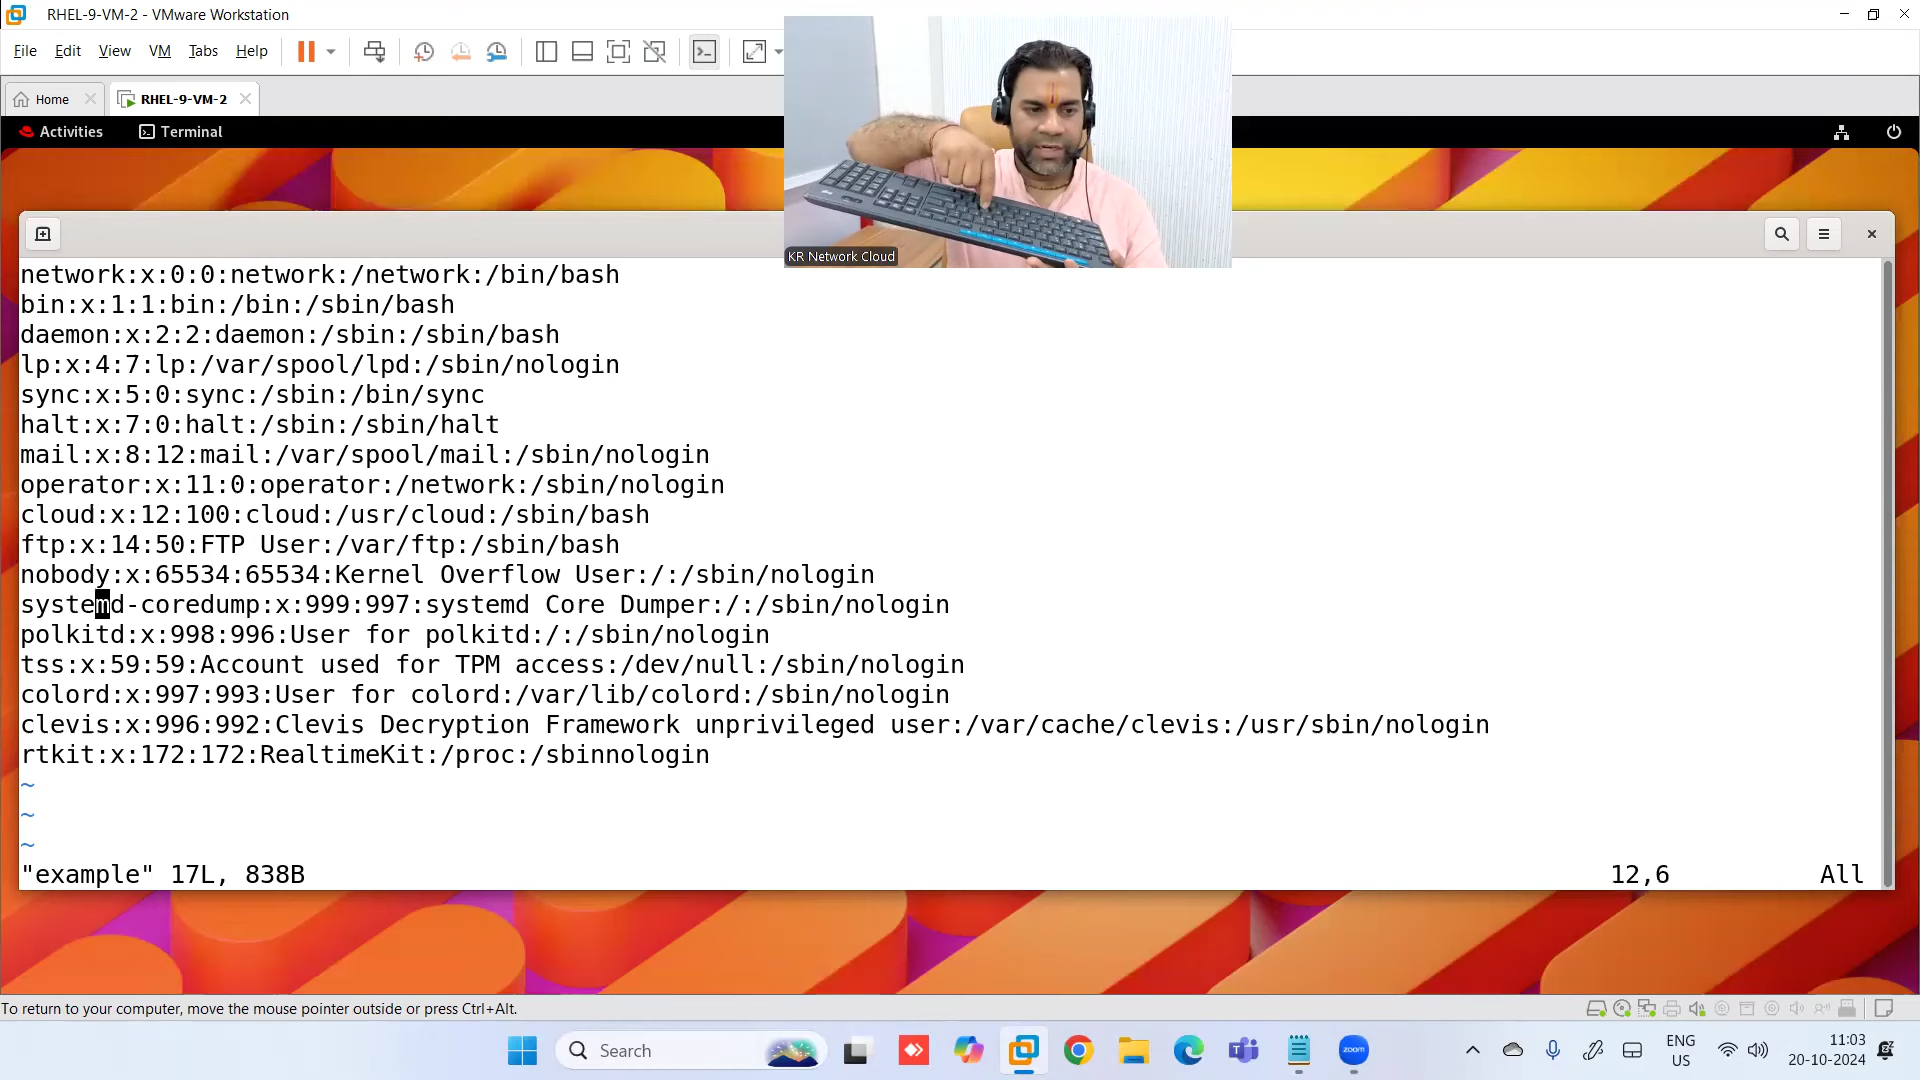 RHEL-9-VM-2 - VMware Workstation
File Edit View VM Tabs Help
Home RHEL-9-VM-2
Activities Terminal
KR Network Cloud
network:x:0:0:network:/network:/bin/bash
bin:x:1:1:bin:/bin:/sbin/bash
daemon:x:2:2:daemon:/sbin:/sbin/bash
lp:x:4:7:lp:/var/spool/lpd:/sbin/nologin
sync:x:5:0:sync:/sbin:/bin/sync
halt:x:7:0:halt:/sbin:/sbin/halt
mail:x:8:12:mail:/var/spool/mail:/sbin/nologin
operator:x:11:0:operator:/network:/sbin/nologin
cloud:x:12:100:cloud:/usr/cloud:/sbin/bash
ftp:x:14:50:FTP User:/var/ftp:/sbin/bash
nobody:x:65534:65534:Kernel Overflow User:/:/sbin/nologin
systemd-coredump:x:999:997:systemd Core Dumper:/:/sbin/nologin
polkitd:x:998:996:User for polkitd:/:/sbin/nologin
tss:x:59:59:Account used for TPM access:/dev/null:/sbin/nologin
colord:x:997:993:User for colord:/var/lib/colord:/sbin/nologin
clevis:x:996:992:Clevis Decryption Framework unprivileged user:/var/cache/clevis:/usr/sbin/nologin
rtkit:x:172:172:RealtimeKit:/proc:/sbinnologin
~
~
~
"example" 17L, 838B 12,6 All
To return to your computer, move the mouse pointer outside or press Ctrl+Alt.
Search
zoom
ENG
US
11:03
20-10-2024